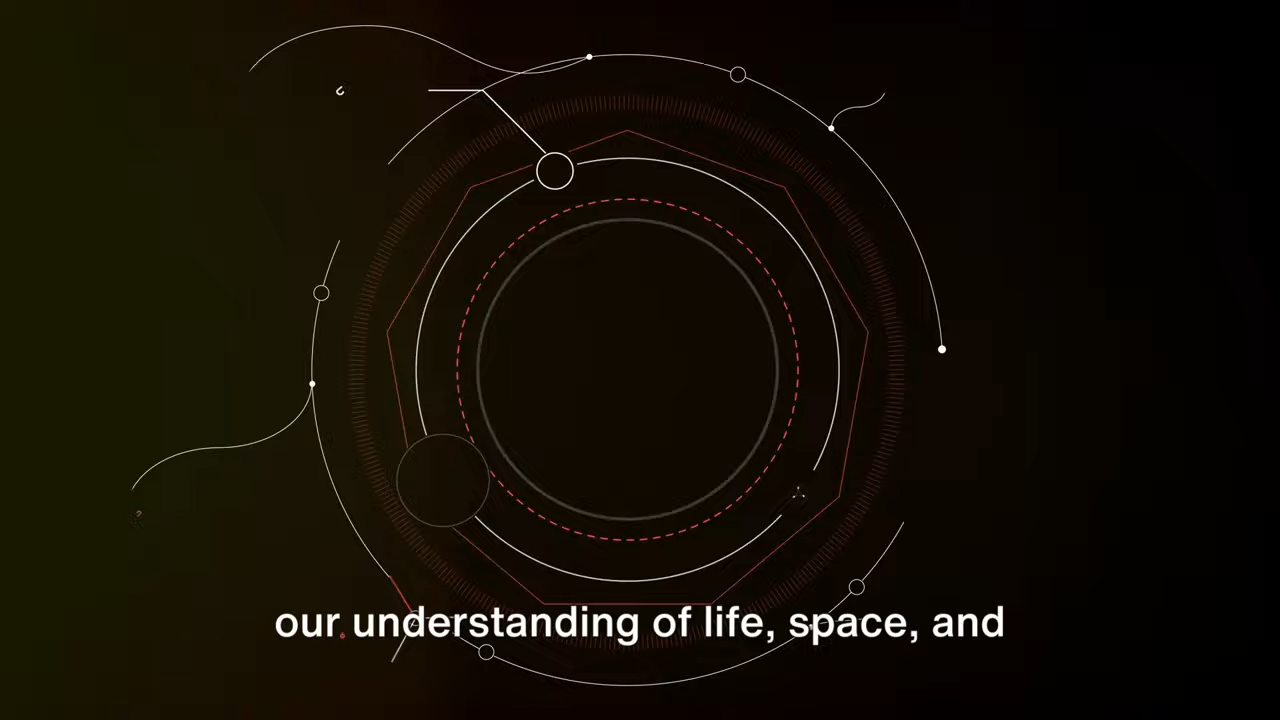 our understanding of life, space, and